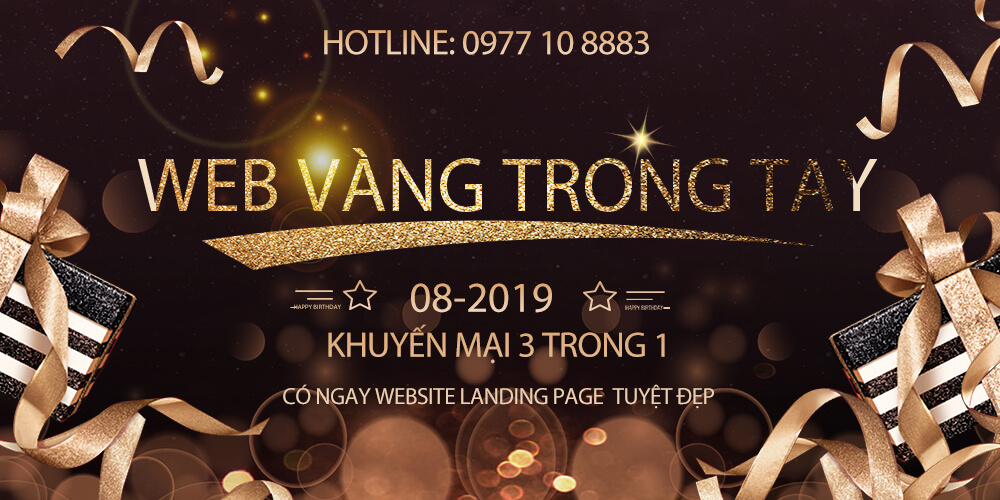 HOTLINE: 0977 10 8883
WEB VÀNG TRONG TAY
HAPPY BIRTHDAY 08-2019 HAPPY BIRTHDAY
KHUYẾN MẠI 3 TRONG 1
CÓ NGAY WEBSITE LANDING PAGE TUYỆT ĐẸP